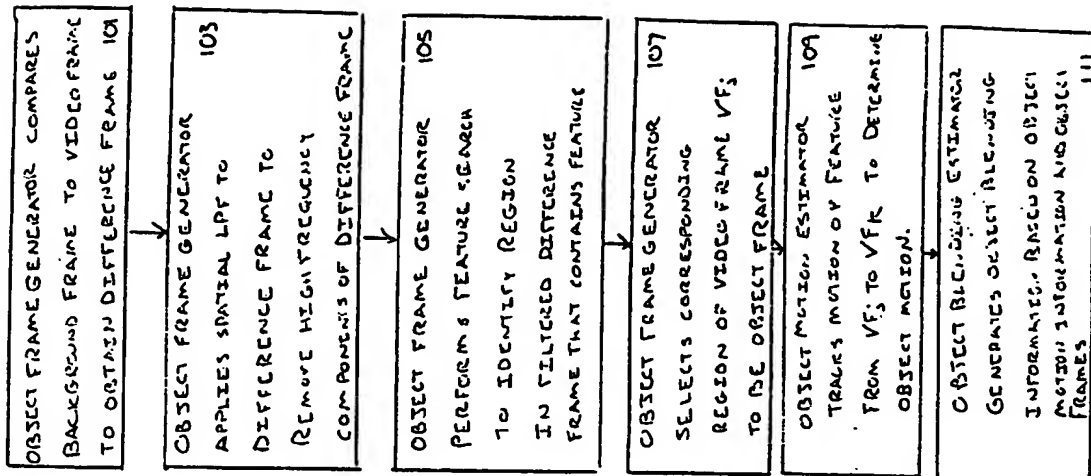 OBJECT FRAME GENERATOR COMPARES
BACKGROUND FRAME TO VIDEO FRAME
TO OBTAIN DIFFERENCE FRAME 101
OBJECT FRAME GENERATOR 103
APPLIES SPATIAL LPF TO
DIFFERENCE FRAME TO
REMOVE HIGH FREQUENCY
COMPONENTS OF DIFFERENCE FRAME
OBJECT FRAME GENERATOR 105
PERFORMS FEATURE SEARCH
TO IDENTIFY REGION
IN FILTERED DIFFERENCE
FRAME THAT CONTAINS FEATURE
OBJECT FRAME GENERATOR 107
SELECTS CORRESPONDING
REGION OF VIDEO FRAME VFj
TO BE OBJECT FRAME
OBJECT MOTION ESTIMATOR 109
TRACKS MOTION OF FEATURE
FROM VFj TO VFK TO DETERMINE
OBJECT MOTION.
OBJECT BLENDING ESTIMATOR
GENERATES OBJECT BLENDING
INFORMATION BASED ON OBJECT
MOTION INFORMATION AND OBJECT
FRAMES 111